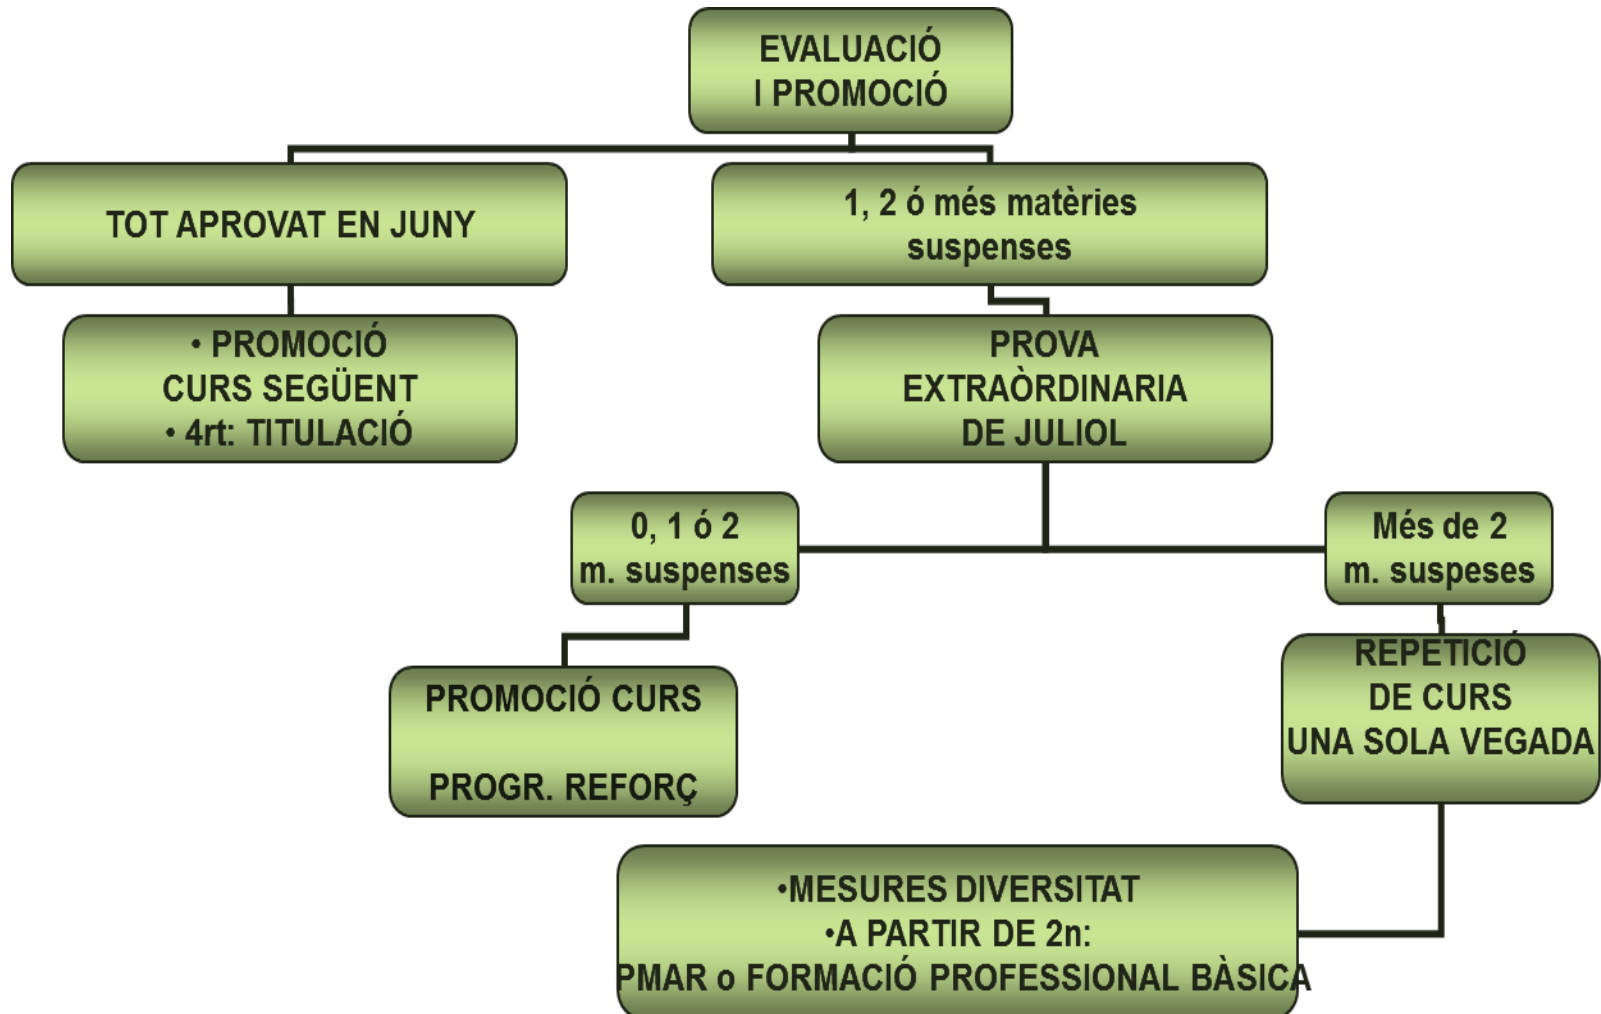 EVALUACIÓ
I PROMOCIÓ
TOT APROVAT EN JUNY
1, 2 ó més matèries
suspenses
• PROMOCIÓ
CURS SEGÜENT
• 4rt: TITULACIÓ
PROVA
EXTRAÒRDINARIA
DE JULIOL
0, 1 ó 2
m. suspenses
Més de 2
m. suspeses
PROMOCIÓ CURS
PROGR. REFORÇ
REPETICIÓ
DE CURS
UNA SOLA VEGADA
•MESURES DIVERSITAT
•A PARTIR DE 2n:
PMAR o FORMACIÓ PROFESSIONAL BÀSICA